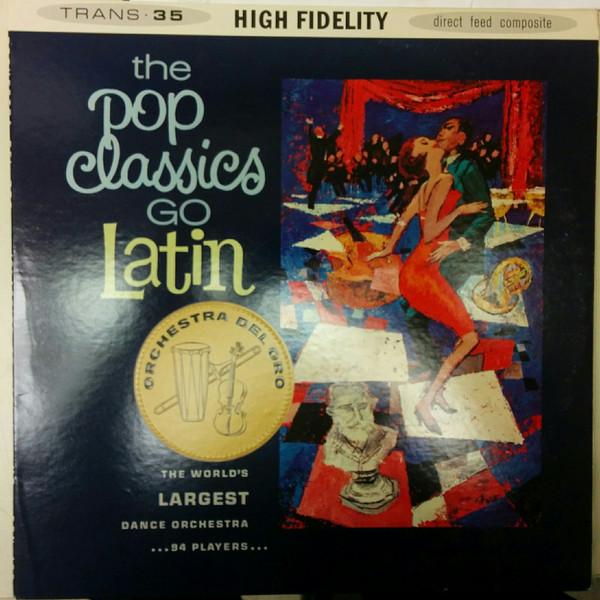 TRANS · 35
HIGH FIDELITY
direct feed composite
the
pop
classics
GO
Latin
ORCHESTRA DEL ORO
THE WORLD'S
LARGEST
DANCE ORCHESTRA
...94 PLAYERS...